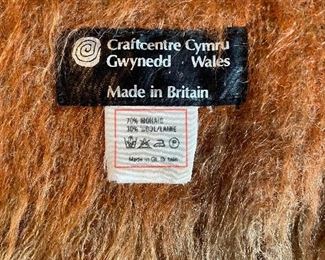 Craftcentre Cymru
Gwynedd Wales
Made in Britain
70% MOHAIR
30% WOOL/LAINE
P
Made in Gt. Britain